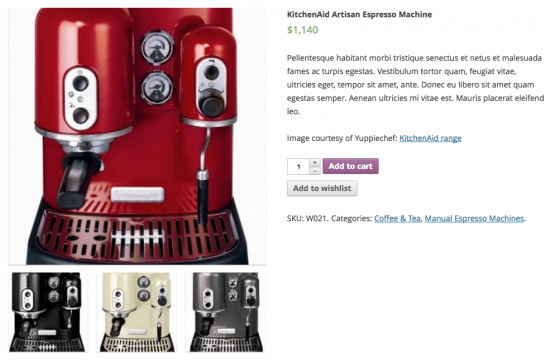 KitchenAid Artisan Espresso Machine
$1,140
Pellentesque habitant morbi tristique senectus et netus et malesuada
fames ac turpis egestas. Vestibulum tortor quam, feugiat vitae,
ultricies eget, tempor sit amet, ante. Donec eu libero sit amet quam
egestas semper. Aenean ultricies mi vitae est. Mauris placerat eleifend
leo.
Image courtesy of Yuppiechef: KitchenAid range
1 + - Add to cart
Add to wishlist
SKU: W021. Categories: Coffee & Tea, Manual Espresso Machines.